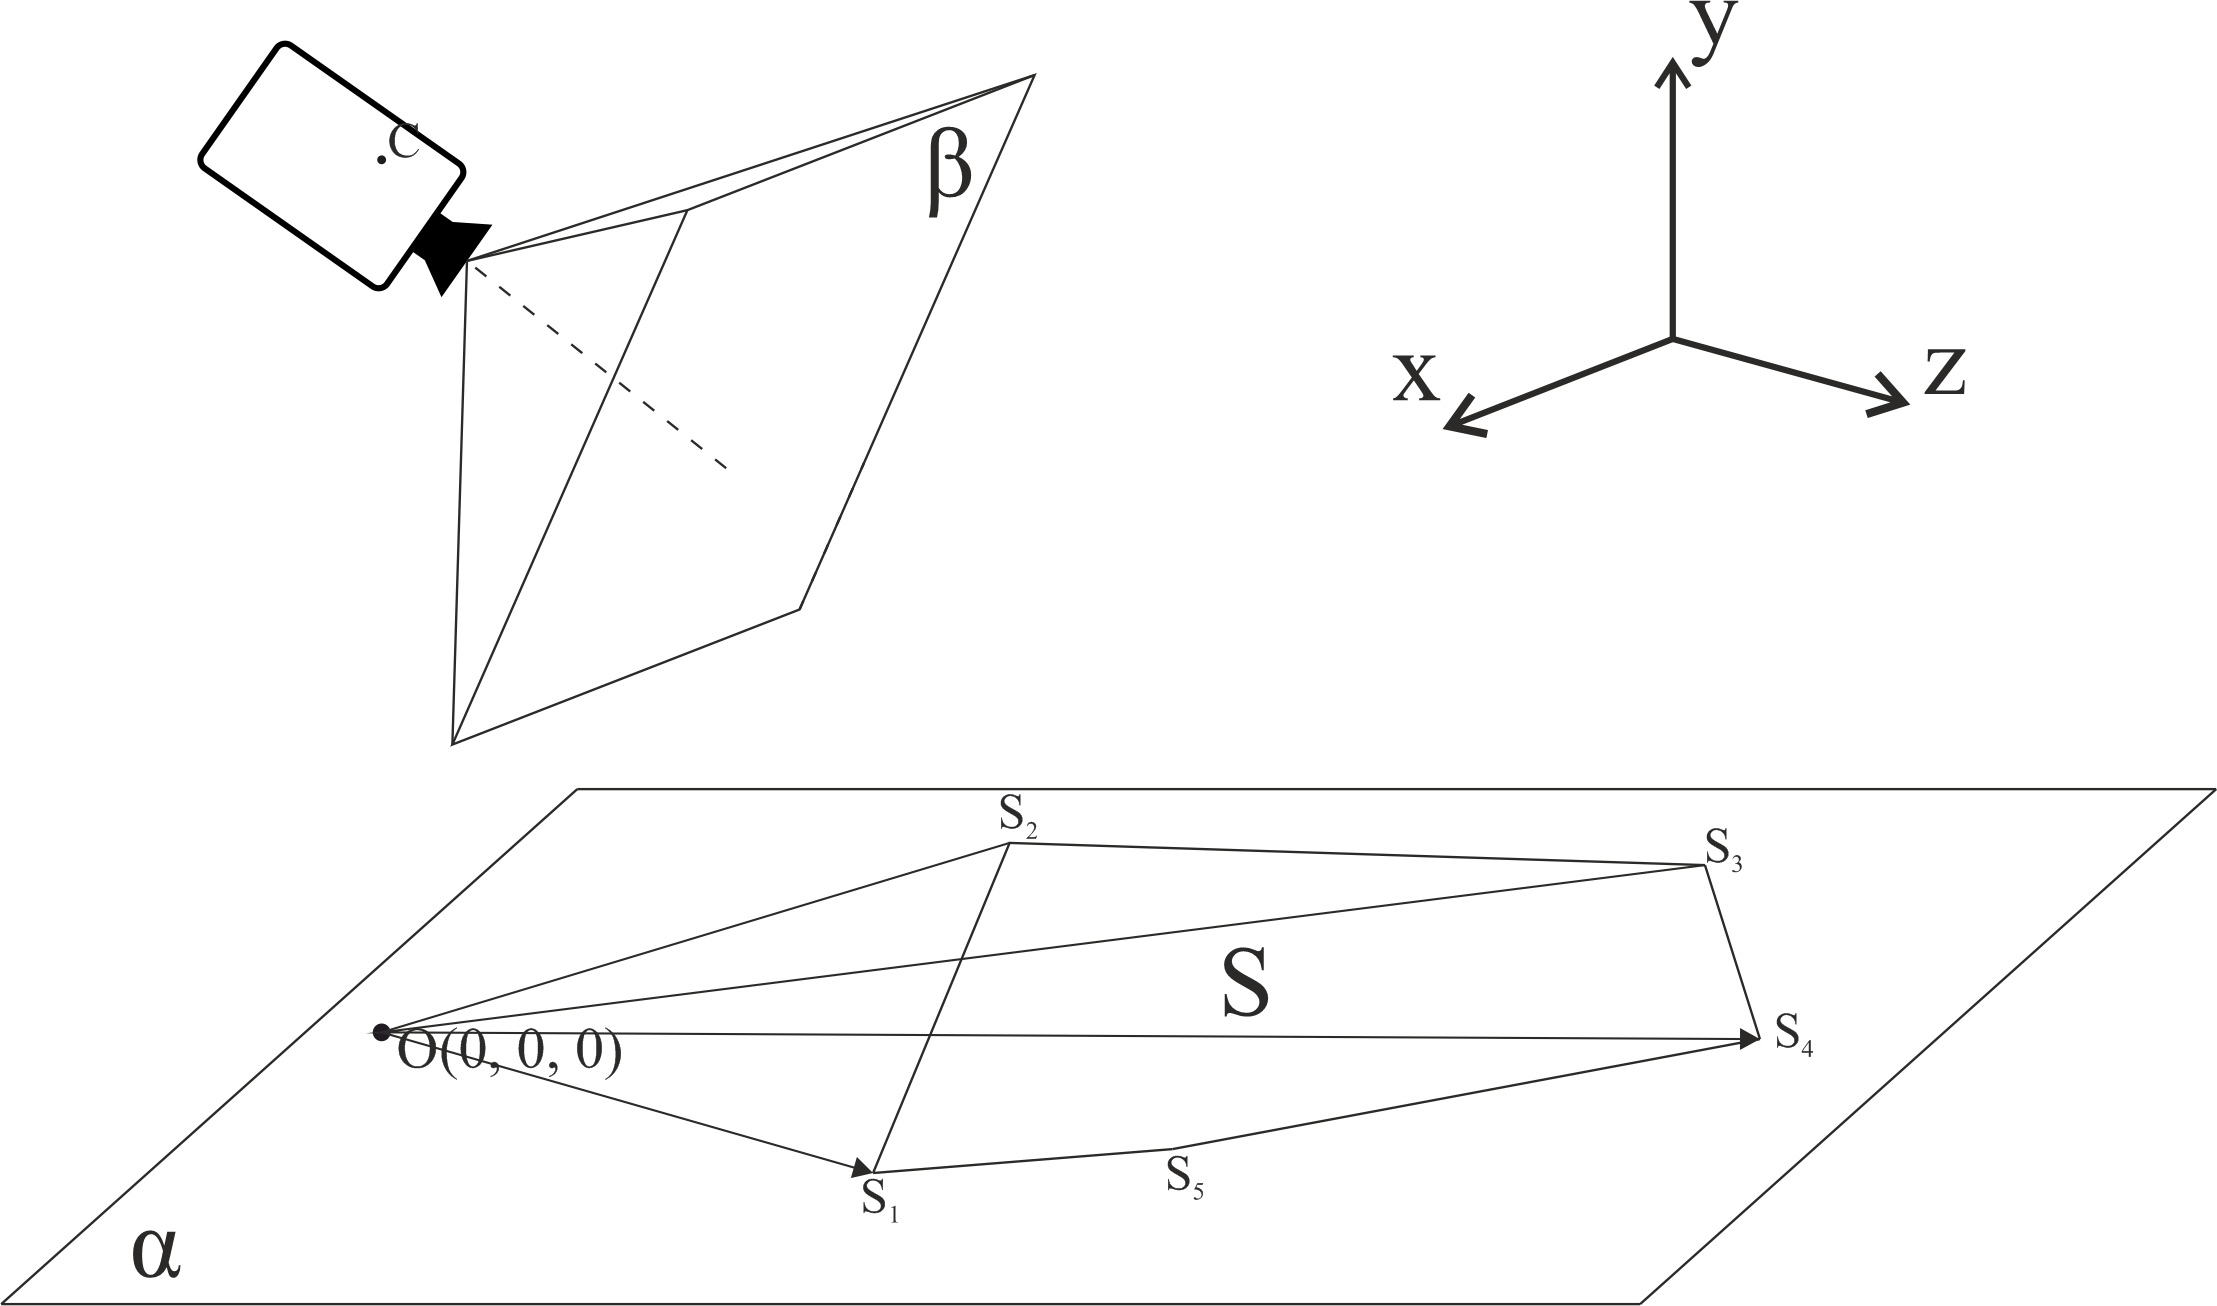 y
.C
β
x
z
S₂
S₃
S
O(0, 0, 0)
S₄
S₅
S₁
α